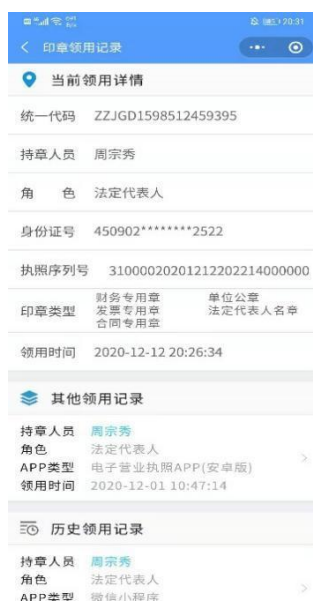 20:31
印章领用记录
当前领用详情
统一代码 ZZJGD1598512459395
持章人员 周宗秀
角 色 法定代表人
身份证号 450902********2522
执照序列号 310000202012122022140000000
印章类型 财务专用章 单位公章
发票专用章 法定代表人名章
合同专用章
领用时间 2020-12-12 20:26:34
其他领用记录
持章人员 周宗秀
角色 法定代表人
APP类型 电子营业执照APP(安卓版)
领用时间 2020-12-01 10:47:14
历史领用记录
持章人员 周宗秀
角色 法定代表人
APP类型 微信小程序